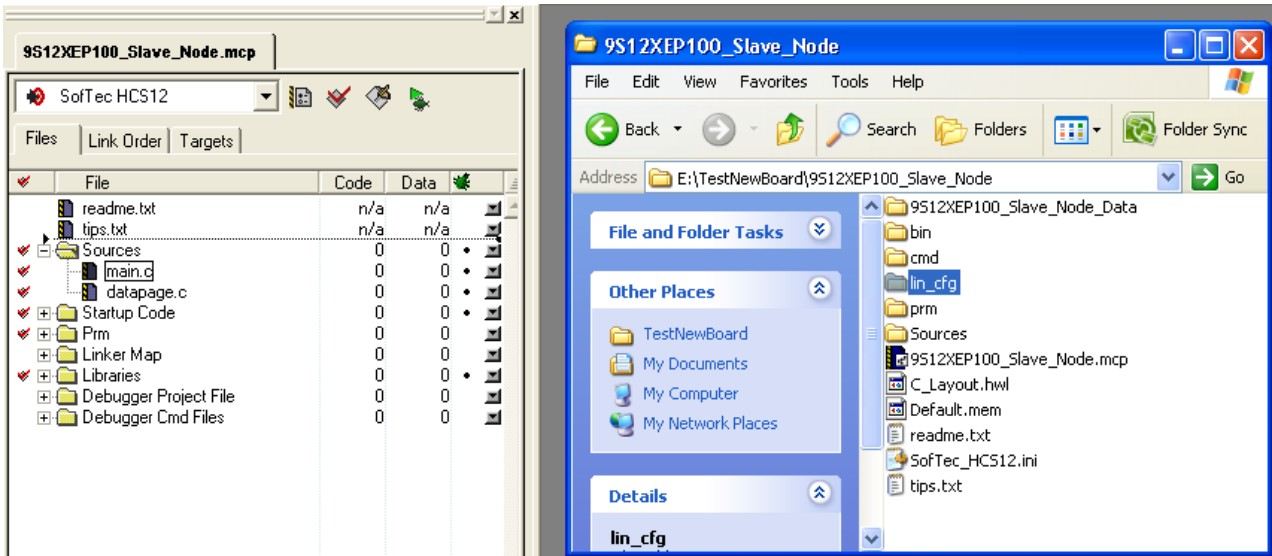 9S12XEP100_Slave_Node.mcp
SofTec HCS12
Files Link Order Targets
File Code Data
readme.txt n/a n/a
tips.txt n/a n/a
Sources 0 0 •
main.c 0 0 •
datapage.c 0 0 •
Startup Code 0 0 •
Prm 0 0
Linker Map 0 0
Libraries 0 0 •
Debugger Project File 0 0
Debugger Cmd Files 0 0
9S12XEP100_Slave_Node
File Edit View Favorites Tools Help
Back Search Folders Folder Sync
Address E:\TestNewBoard\9S12XEP100_Slave_Node Go
File and Folder Tasks
Other Places
TestNewBoard
My Documents
My Computer
My Network Places
Details
lin_cfg
9S12XEP100_Slave_Node_Data
bin
cmd
lin_cfg
prm
Sources
9S12XEP100_Slave_Node.mcp
C_Layout.hwl
Default.mem
readme.txt
SofTec_HCS12.ini
tips.txt